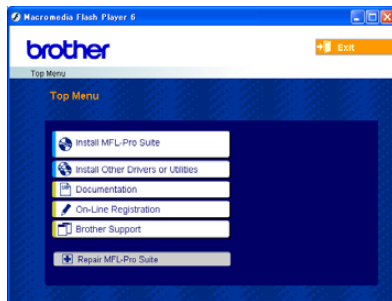 Macromedia Flash Player 6
brother
Exit
Top Menu
Top Menu
Install MFL-Pro Suite
Install Other Drivers or Utilities
Documentation
On-Line Registration
Brother Support
Repair MFL-Pro Suite